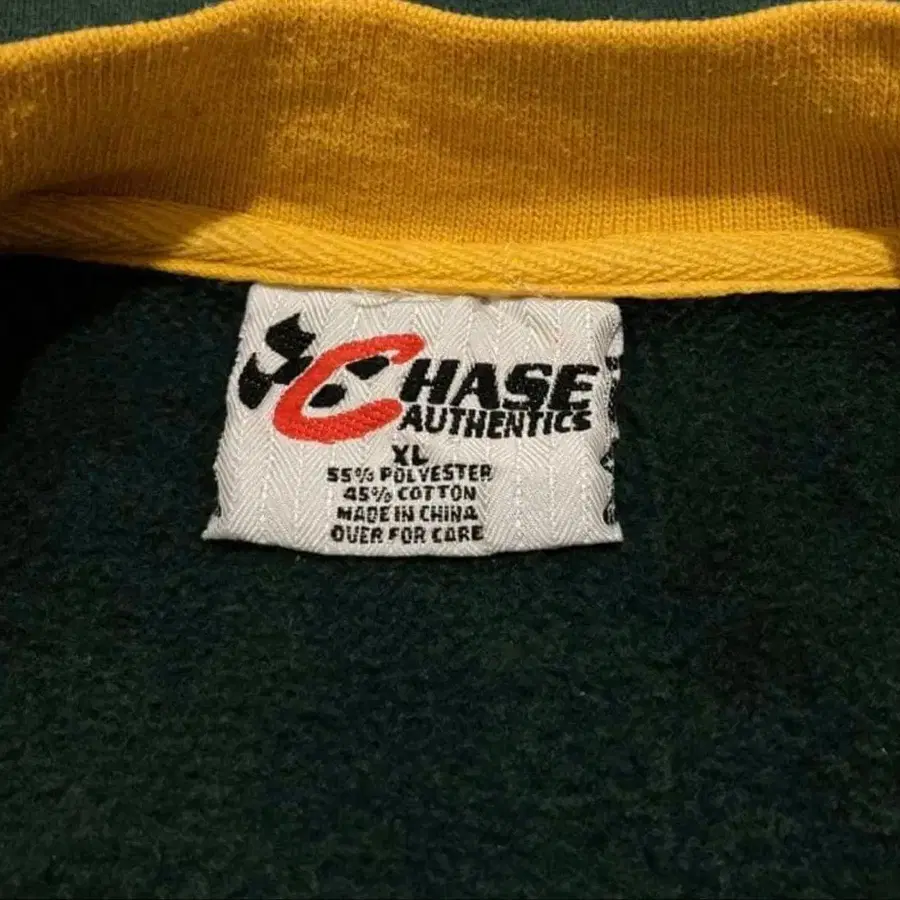 CHASE
AUTHENTICS
XL
55% POLYESTER
45% COTTON
MADE IN CHINA
OVER FOR CARE